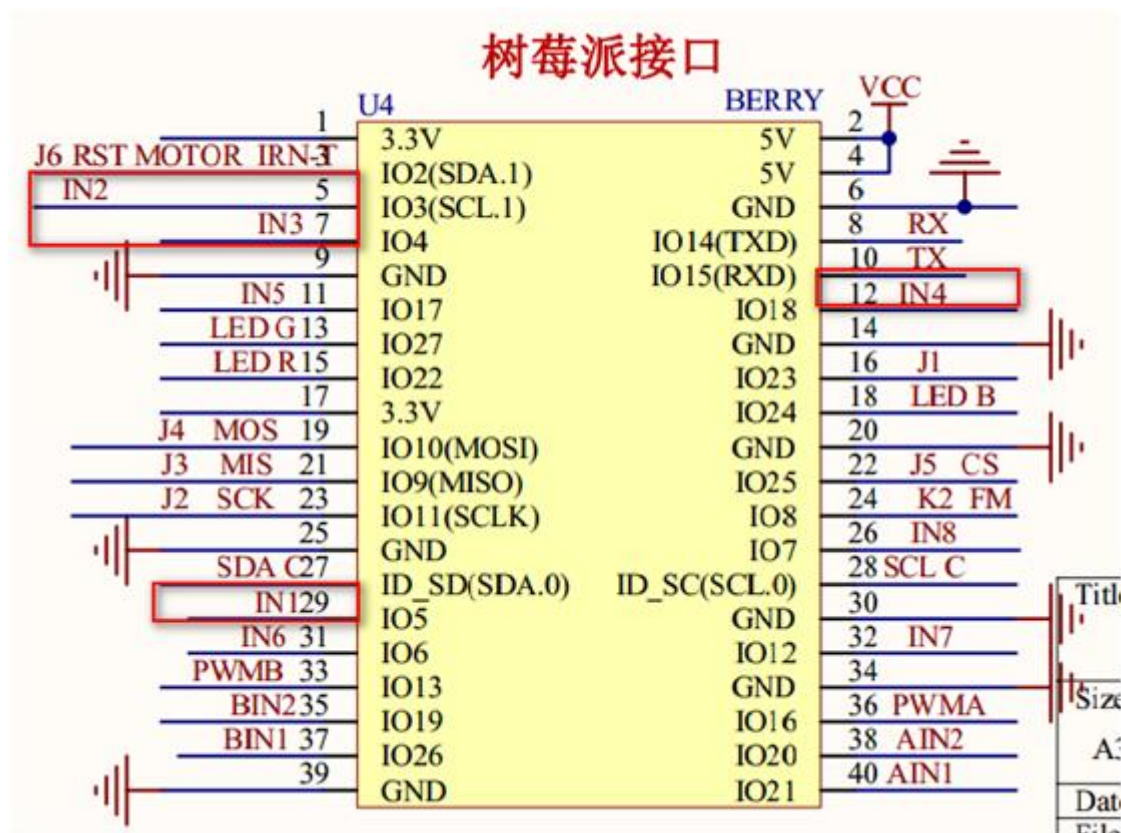 树莓派接口
U4 BERRY VCC
1 3.3V 5V 2
J6 RST MOTOR IRN-T 3 IO2(SDA.1) 5V 4
IN2 5 IO3(SCL.1) GND 6
IN3 7 IO4 IO14(TXD) 8 RX
9 GND IO15(RXD) 10 TX
IN5 11 IO17 IO18 12 IN4
LED G 13 IO27 GND 14
LED R 15 IO22 IO23 16 J1
17 3.3V IO24 18 LED B
J4 MOS 19 IO10(MOSI) GND 20
J3 MIS 21 IO9(MISO) IO25 22 J5 CS
J2 SCK 23 IO11(SCLK) IO8 24 K2 FM
25 GND IO7 26 IN8
SDA C 27 ID_SD(SDA.0) ID_SC(SCL.0) 28 SCL C
IN1 29 IO5 GND 30
IN6 31 IO6 IO12 32 IN7
PWMB 33 IO13 GND 34
BIN2 35 IO19 IO16 36 PWMA
BIN1 37 IO26 IO20 38 AIN2
39 GND IO21 40 AIN1
Title
Size
A3
Date